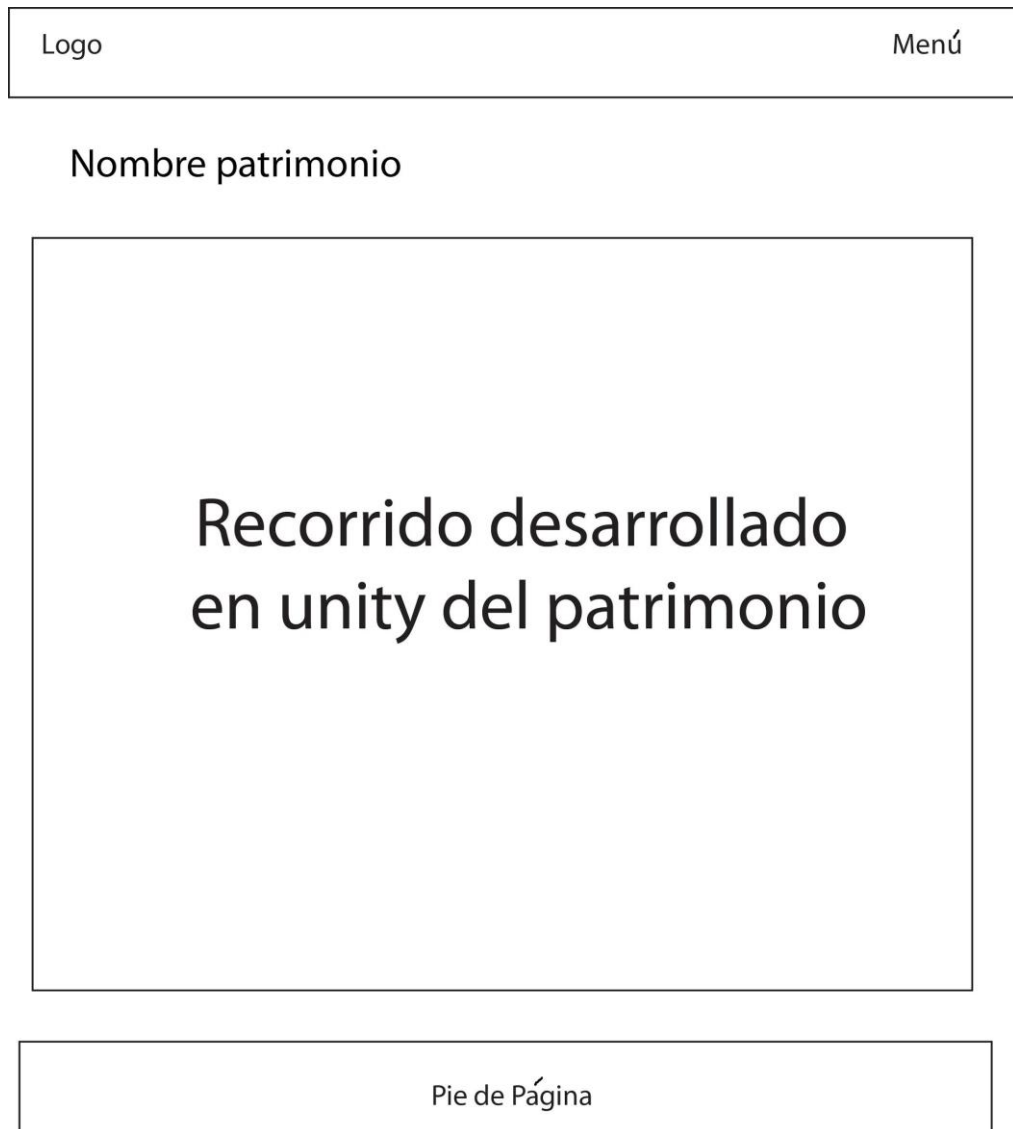 Logo
Menú
Nombre patrimonio
Recorrido desarrollado
en unity del patrimonio
Pie de Página